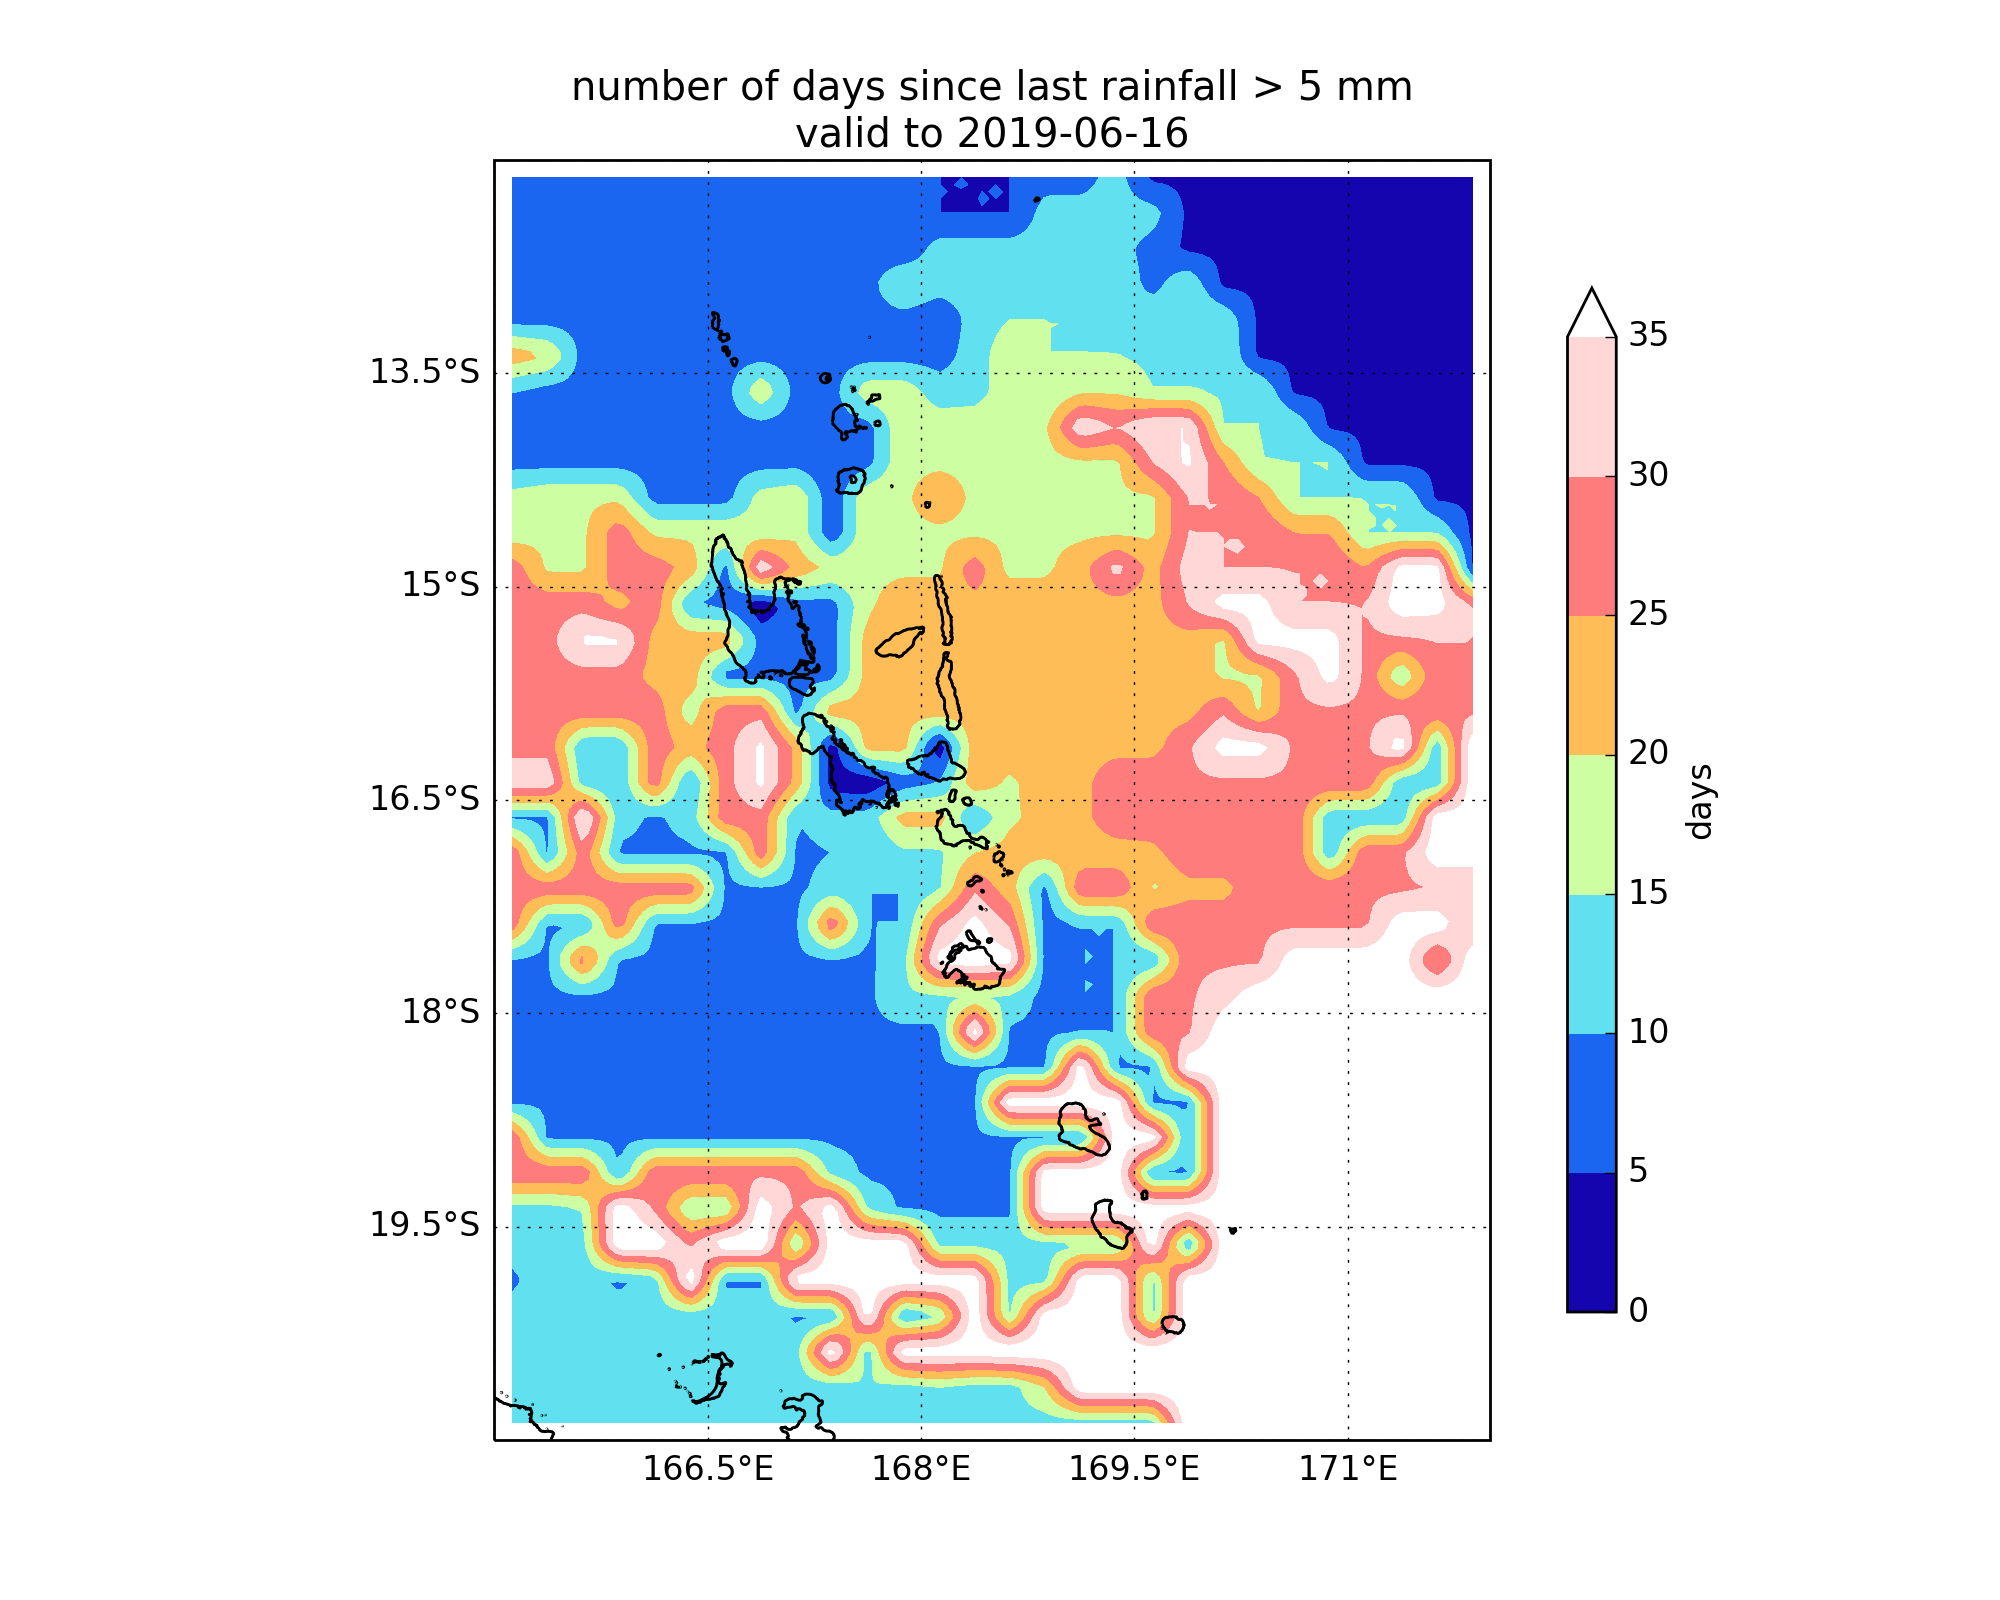 number of days since last rainfall > 5 mm
valid to 2019-06-16
13.5°S
15°S
16.5°S
18°S
19.5°S
166.5°E
168°E
169.5°E
171°E
35
30
25
20
15
10
5
0
days